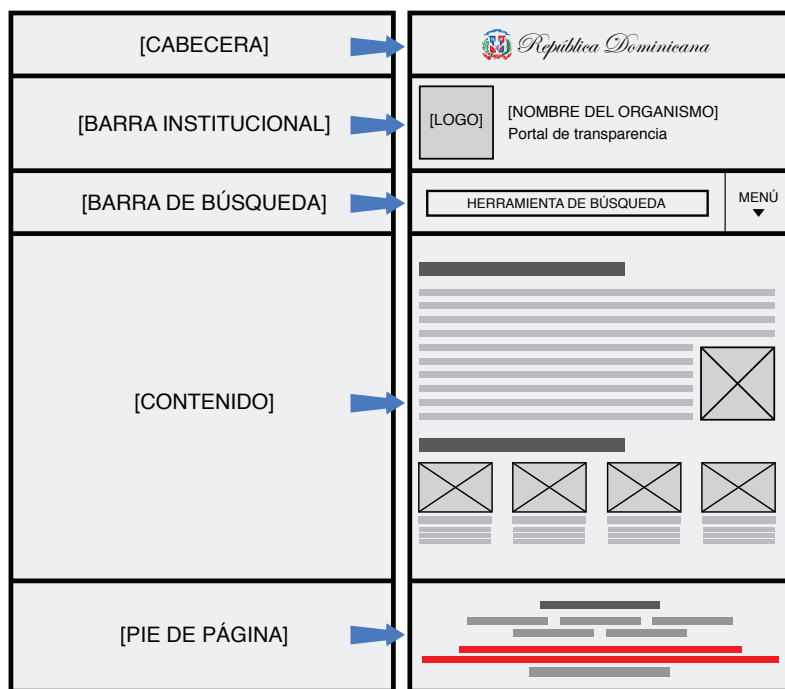 [CABECERA]
República Dominicana
[BARRA INSTITUCIONAL]
[LOGO]
[NOMBRE DEL ORGANISMO]
Portal de transparencia
[BARRA DE BÚSQUEDA]
HERRAMIENTA DE BÚSQUEDA
MENÚ
[CONTENIDO]
[PIE DE PÁGINA]